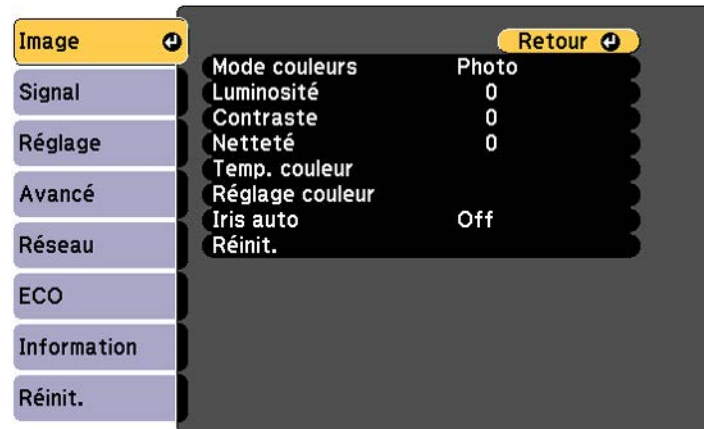 Image
Signal
Réglage
Avancé
Réseau
ECO
Information
Réinit.
Retour
Mode couleurs Photo
Luminosité 0
Contraste 0
Netteté 0
Temp. couleur
Réglage couleur
Iris auto Off
Réinit.